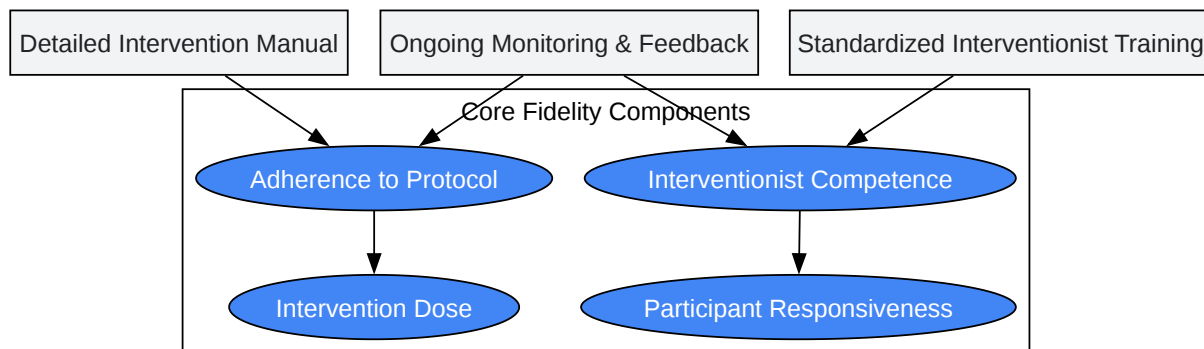 Detailed Intervention Manual
Ongoing Monitoring & Feedback
Standardized Interventionist Training
Core Fidelity Components
Adherence to Protocol
Interventionist Competence
Intervention Dose
Participant Responsiveness